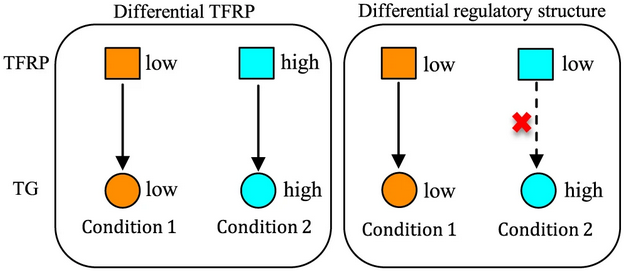 Differential TFRP
Differential regulatory structure
TFRP low high low low
TG low high low high
Condition 1 Condition 2 Condition 1 Condition 2